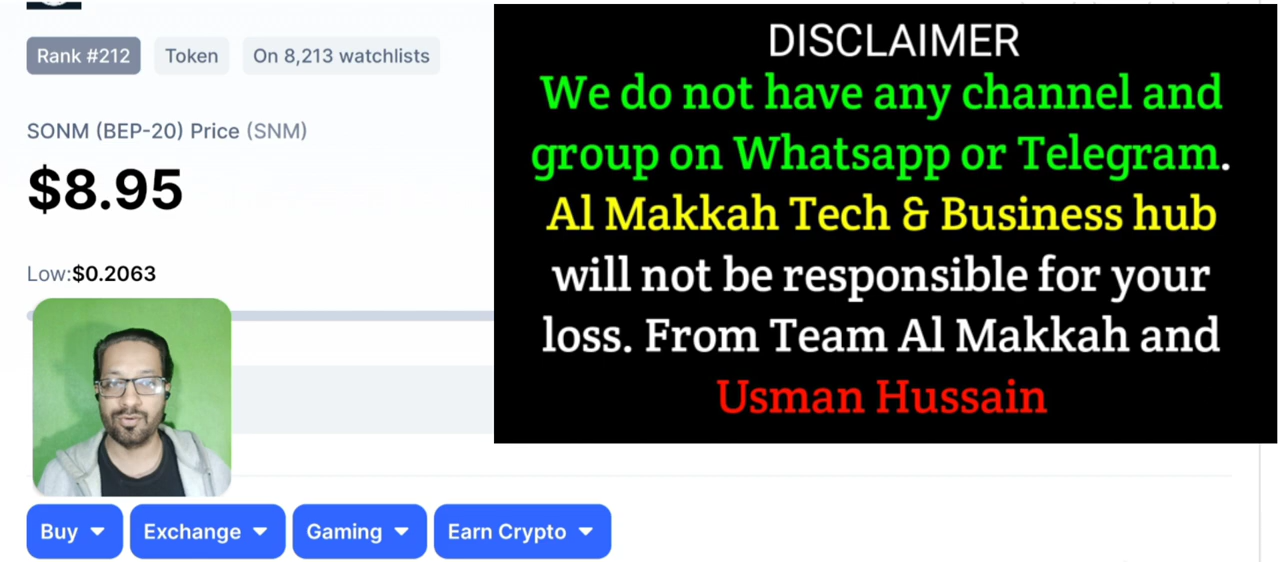 Rank #212 Token On 8,213 watchlists
SONM (BEP-20) Price (SNM)
$8.95
Low:$0.2063
Buy Exchange Gaming Earn Crypto
DISCLAIMER
We do not have any channel and
group on Whatsapp or Telegram.
Al Makkah Tech & Business hub
will not be responsible for your
loss. From Team Al Makkah and
Usman Hussain